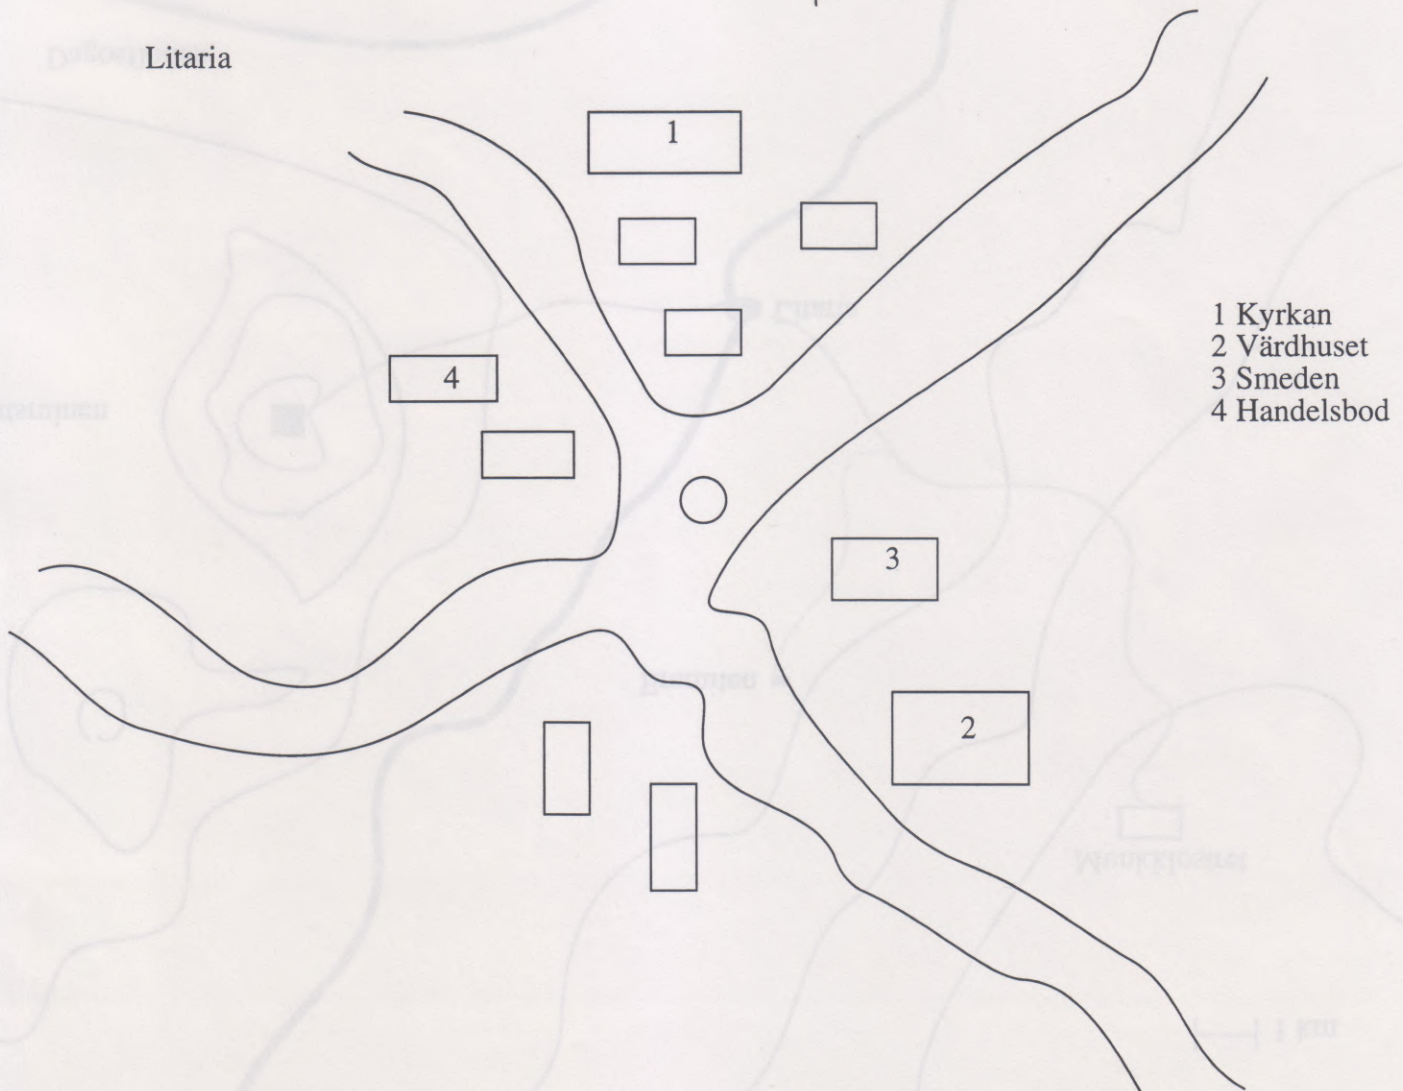 Litaria
1
4
3
2
1 Kyrkan
2 Värdhuset
3 Smeden
4 Handelsbod